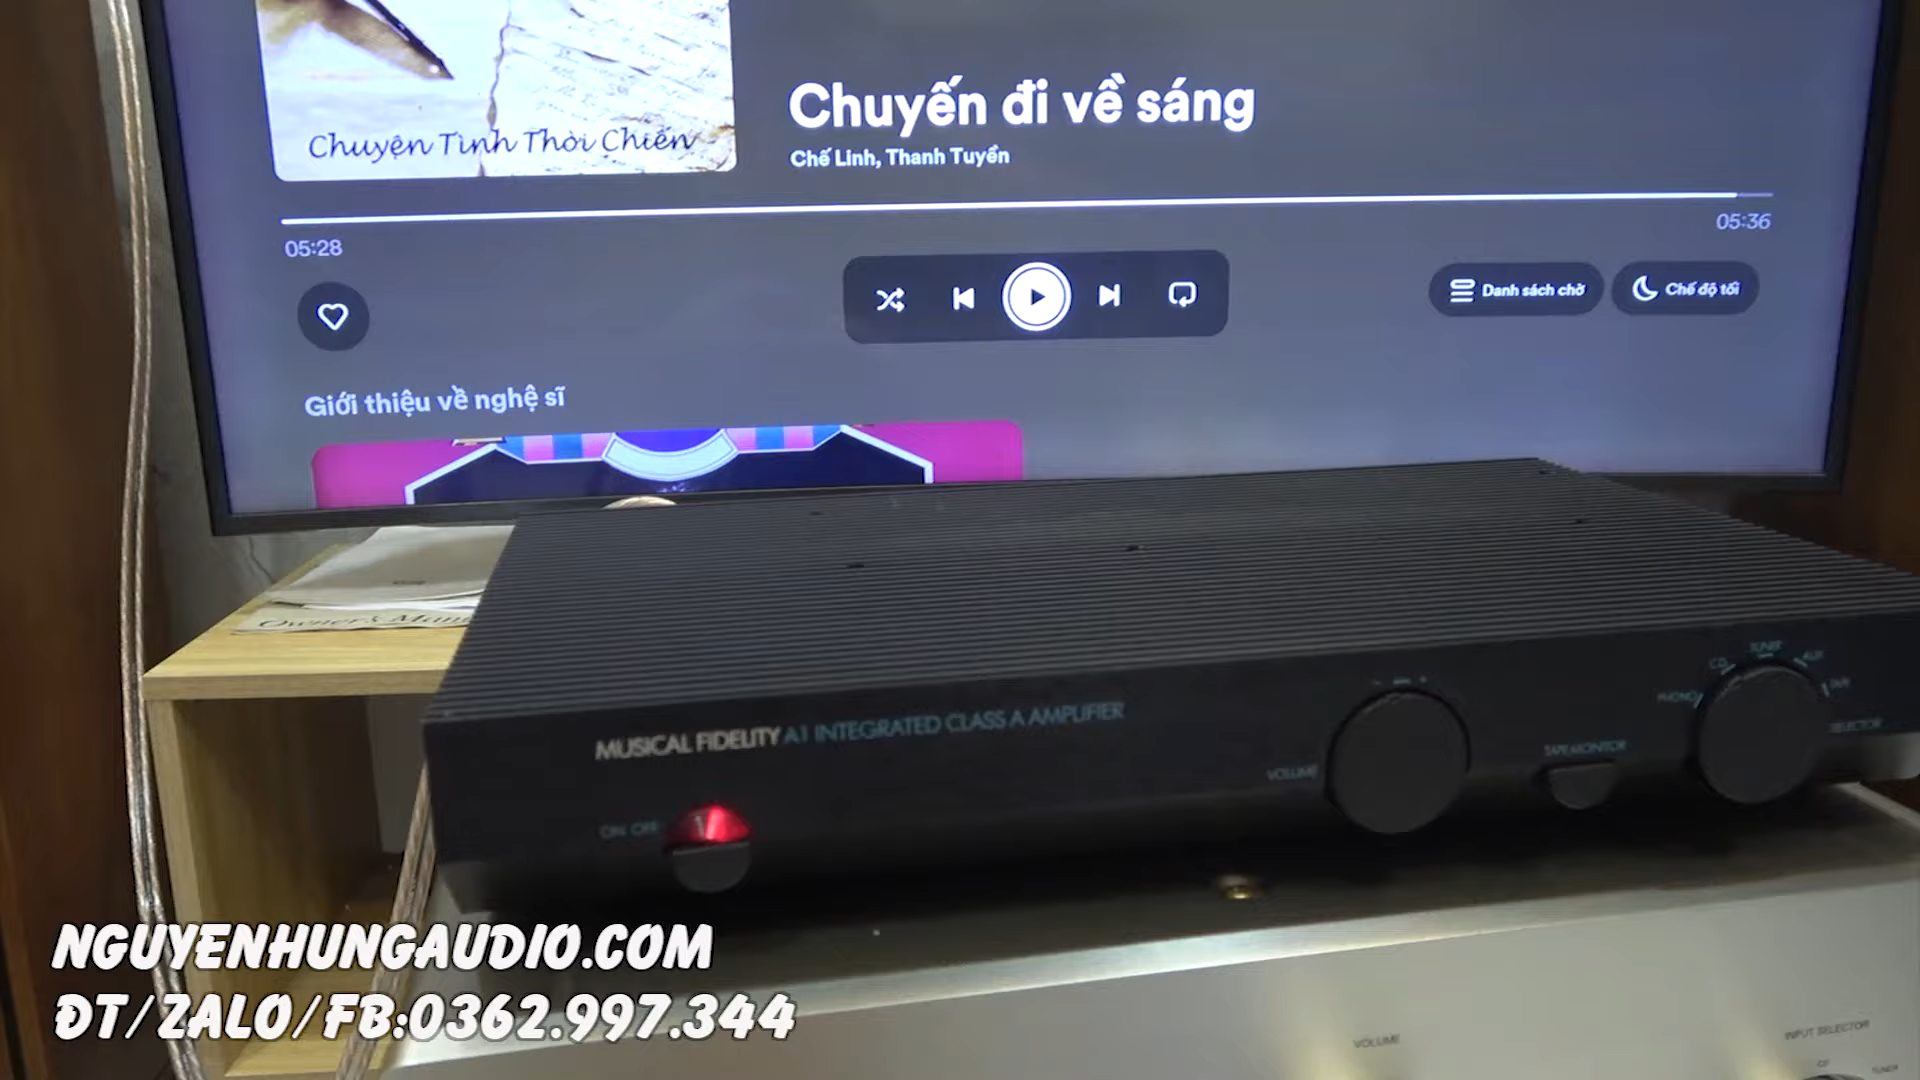 Chuyện Tình Thời Chiến
Chuyến đi về sáng
Chế Linh, Thanh Tuyền
05:28
05:36
Danh sách chờ
Chế độ tối
Giới thiệu về nghệ sĩ
Owner's
MUSICAL FIDELITY A1 INTEGRATED CLASS A AMPLIFIER
ON OFF
VOLUME
TAPE MONITOR
PHONO
CD
TUNER
AUX
SELECTOR
NGUYENHUNGAUDIO.COM
ĐT/ZALO/FB:0362.997.344
VOLUME
INPUT SELECTOR
TUNER